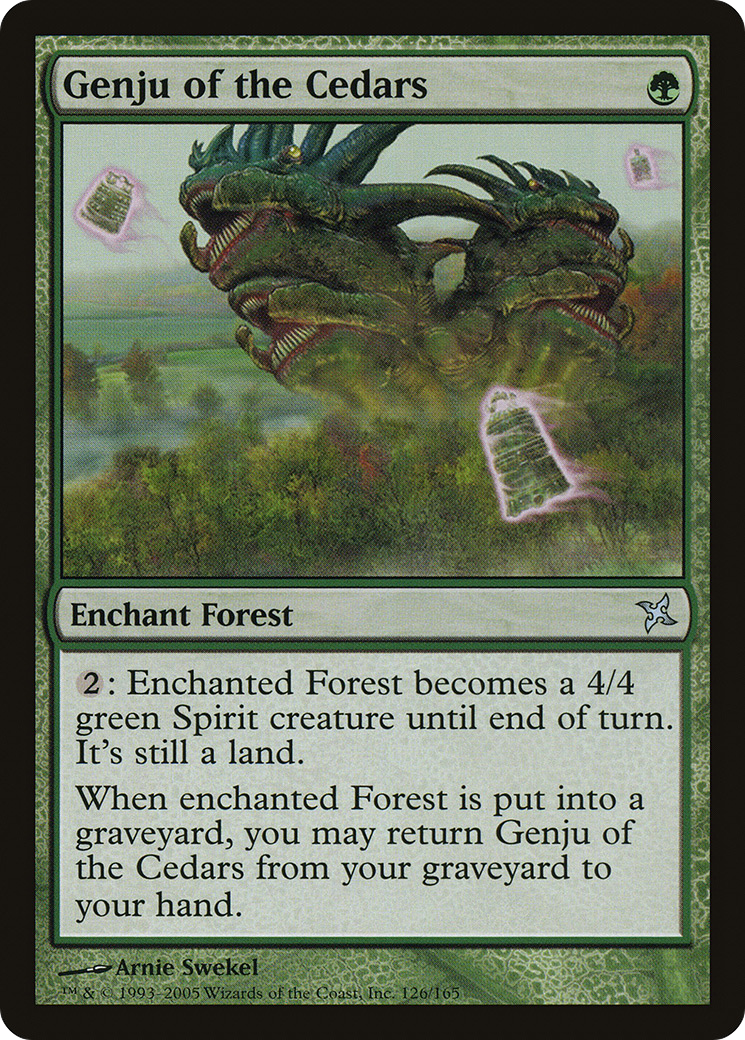 Genju of the Cedars
Enchant Forest
2: Enchanted Forest becomes a 4/4
green Spirit creature until end of turn.
It's still a land.
When enchanted Forest is put into a
graveyard, you may return Genju of
the Cedars from your graveyard to
your hand.
Arnie Swekel
™ & © 1993–2005 Wizards of the Coast, Inc. 126/165